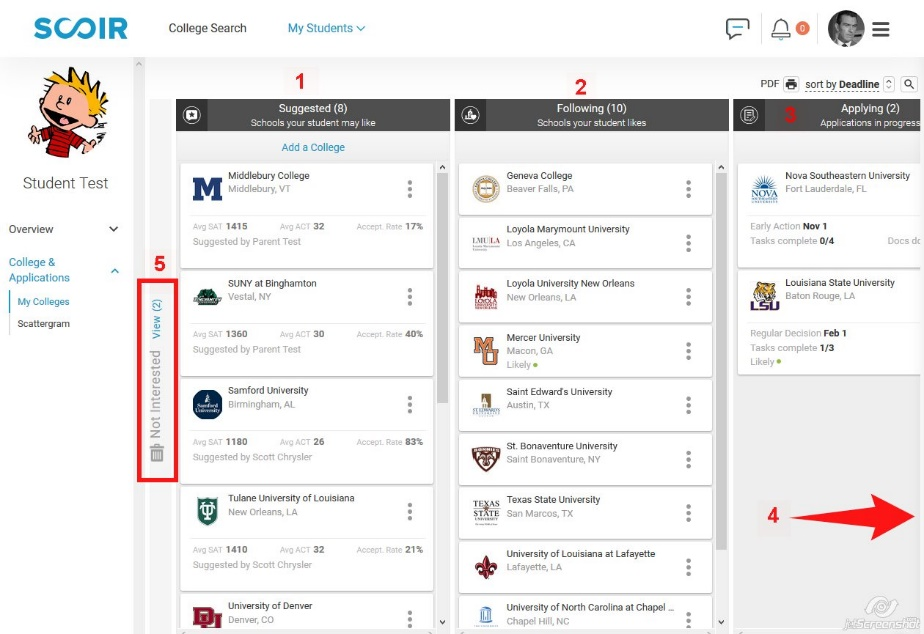 SCOIR
College Search
My Students
0
PDF
sort by Deadline
1
2
3
Suggested (8)
Schools your student may like
Following (10)
Schools your student likes
Applying (2)
Applications in progress
Student Test
Overview
College &
Applications
My Colleges
Scattergram
5
View (2)
Not Interested
Add a College
Middlebury College
Middlebury, VT
Avg SAT 1415 Avg ACT 32 Accept. Rate 17%
Suggested by Parent Test
SUNY at Binghamton
Vestal, NY
Avg SAT 1360 Avg ACT 30 Accept. Rate 40%
Suggested by Parent Test
Samford University
Samford University
Birmingham, AL
Avg SAT 1180 Avg ACT 26 Accept. Rate 83%
Suggested by Scott Chrysler
Tulane University of Louisiana
New Orleans, LA
Avg SAT 1410 Avg ACT 32 Accept. Rate 21%
Suggested by Scott Chrysler
University of Denver
Denver, CO
Geneva College
Beaver Falls, PA
LMU LA
Loyola Marymount University
Los Angeles, CA
Loyola University New Orleans
New Orleans, LA
Mercer University
Macon, GA
Likely
Saint Edward's University
Austin, TX
St. Bonaventure University
Saint Bonaventure, NY
TEXAS
STATE
Texas State University
San Marcos, TX
University of Louisiana at Lafayette
Lafayette, LA
University of North Carolina at Chapel ...
Chapel Hill, NC
NOVA
Nova Southeastern University
Fort Lauderdale, FL
Early Action Nov 1
Tasks complete 0/4 Docs
LSU
Louisiana State University
Baton Rouge, LA
Regular Decision Feb 1
Tasks complete 1/3
Likely
4